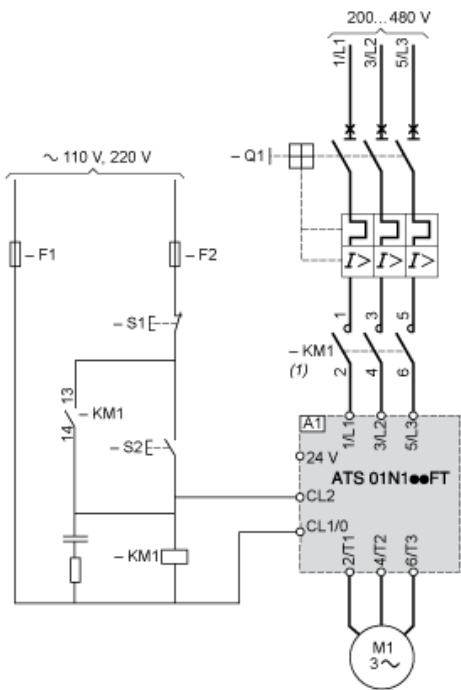 200... 480 V
1/L1
3/L2
5/L3
∼ 110 V, 220 V
– Q1
– F1
– F2
I>
I>
I>
– S1
1
3
5
– KM1
(1)
2
4
6
13
14
– KM1
– S2
A1
1/L1
3/L2
5/L3
24 V
ATS 01N1●●FT
CL2
CL1/0
– KM1
2/T1
4/T2
6/T3
M1
3∼